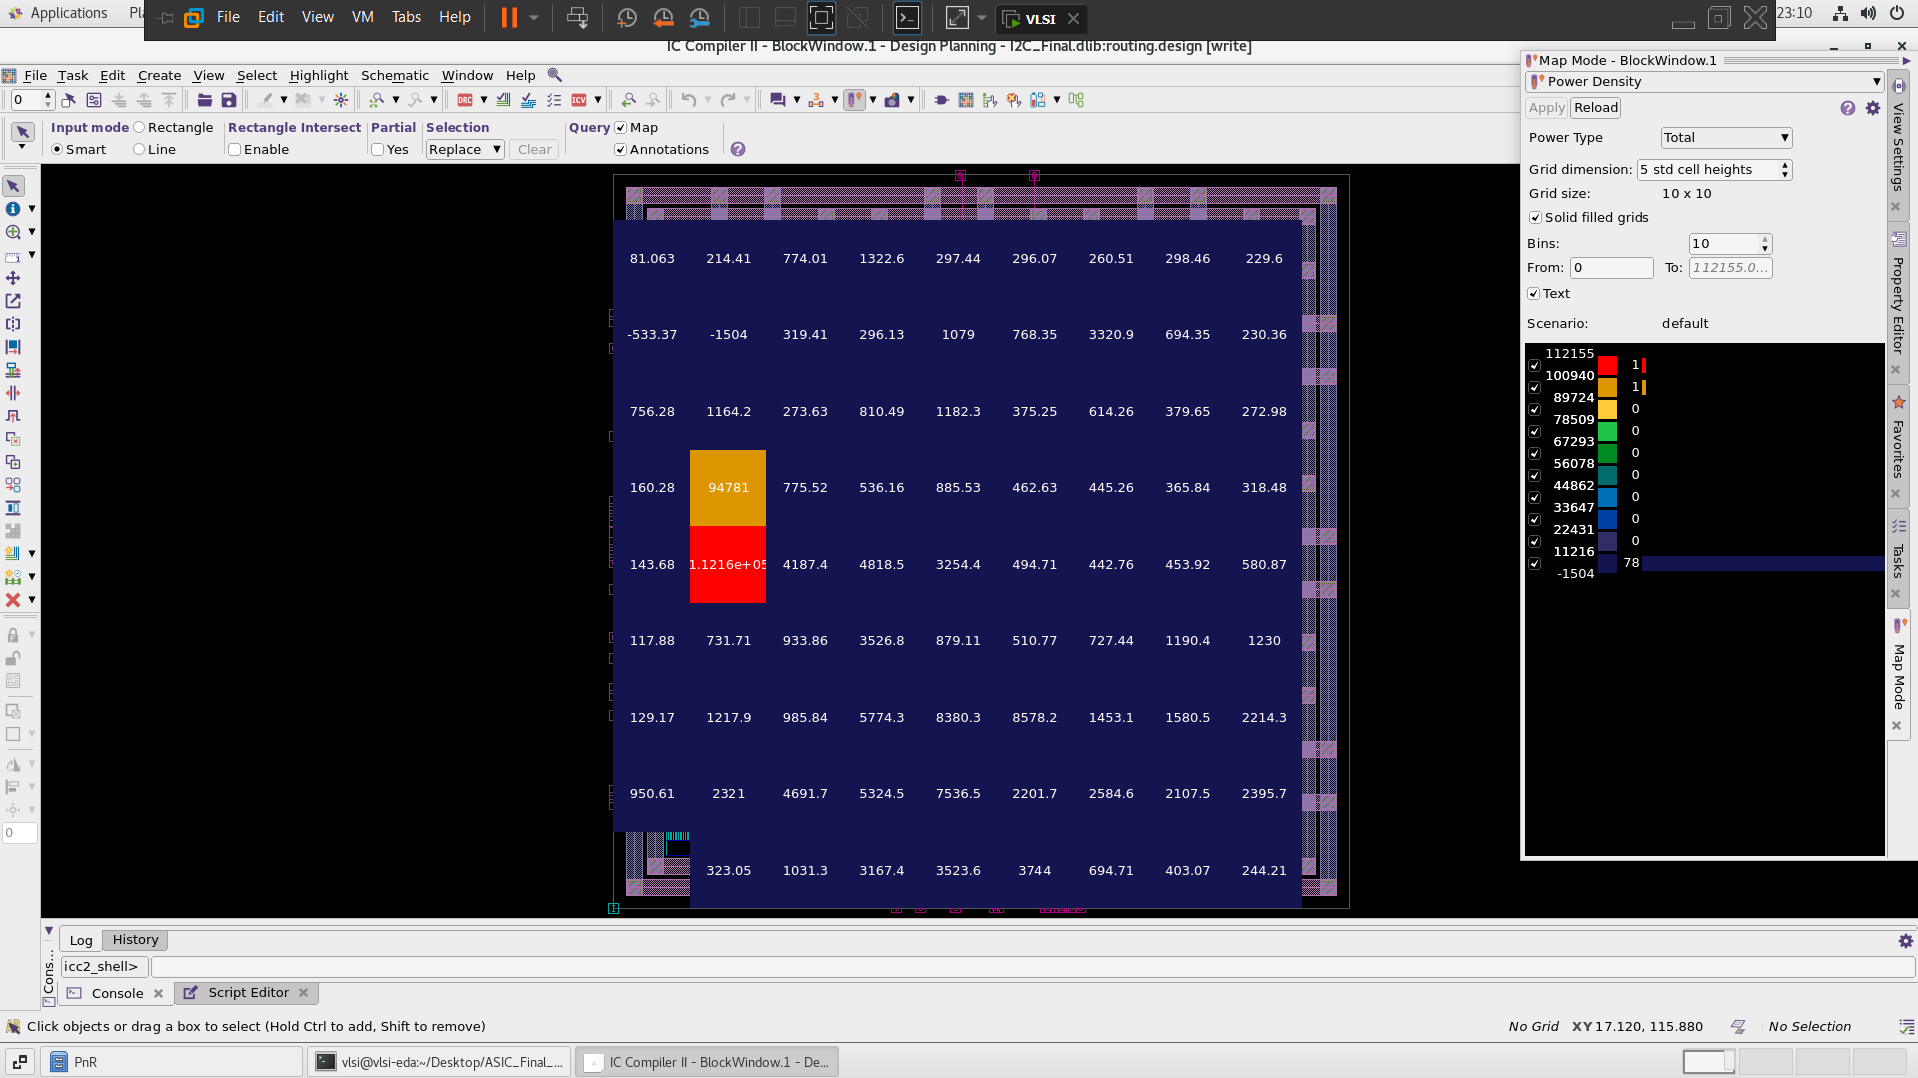 Applications
Pl
File Edit View VM Tabs Help
VLSI
23:10
IC Compiler II - BlockWindow.1 - Design Planning - I2C_Final.dlib:routing.design [write]
File Task Edit Create View Select Highlight Schematic Window Help
0
DRC
ICV
Input mode Rectangle Rectangle Intersect Partial Selection Query Map
Smart Line Enable Yes Replace Clear Annotations
Map Mode - BlockWindow.1
Power Density
Apply Reload
Power Type Total
Grid dimension: 5 std cell heights
Grid size: 10 x 10
Solid filled grids
Bins: 10
From: 0 To: 112155.0...
Text
Scenario: default
112155
1
100940
1
89724
0
78509
0
67293
0
56078
0
44862
0
33647
0
22431
0
11216
78
-1504
View Settings
Property Editor
Favorites
Tasks
Map Mode
81.063 214.41 774.01 1322.6 297.44 296.07 260.51 298.46 229.6
-533.37 -1504 319.41 296.13 1079 768.35 3320.9 694.35 230.36
756.28 1164.2 273.63 810.49 1182.3 375.25 614.26 379.65 272.98
160.28 94781 775.52 536.16 885.53 462.63 445.26 365.84 318.48
143.68 1.1216e+05 4187.4 4818.5 3254.4 494.71 442.76 453.92 580.87
117.88 731.71 933.86 3526.8 879.11 510.77 727.44 1190.4 1230
129.17 1217.9 985.84 5774.3 8380.3 8578.2 1453.1 1580.5 2214.3
950.61 2321 4691.7 5324.5 7536.5 2201.7 2584.6 2107.5 2395.7
323.05 1031.3 3167.4 3523.6 3744 694.71 403.07 244.21
0
Cons...
Log History
icc2_shell>
Console Script Editor
Click objects or drag a box to select (Hold Ctrl to add, Shift to remove)
No Grid XY 17.120, 115.880 No Selection
PnR
vlsi@vlsi-eda:~/Desktop/ASIC_Final_...
IC Compiler II - BlockWindow.1 - De...